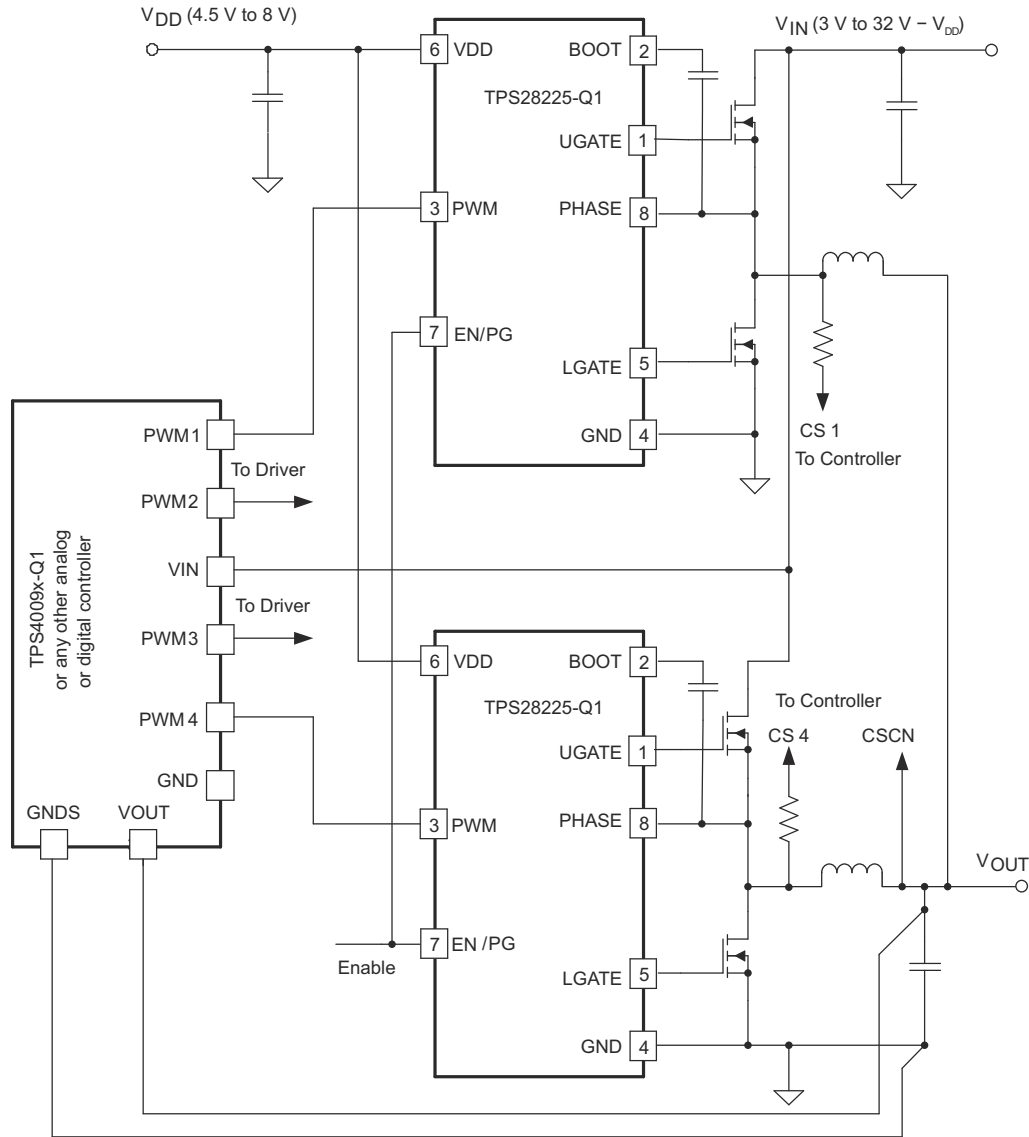 VDD (4.5 V to 8 V)
VIN (3 V to 32 V − VDD)
6 VDD
BOOT 2
TPS28225-Q1
UGATE 1
3 PWM
PHASE 8
7 EN/PG
LGATE 5
GND 4
CS 1
To Controller
PWM1
To Driver
PWM2
VIN
To Driver
PWM3
PWM 4
GND
GNDS
VOUT
TPS4009x-Q1
or any other analog
or digital controller
6 VDD
BOOT 2
TPS28225-Q1
UGATE 1
3 PWM
PHASE 8
7 EN /PG
Enable
LGATE 5
GND 4
To Controller
CS 4
CSCN
VOUT